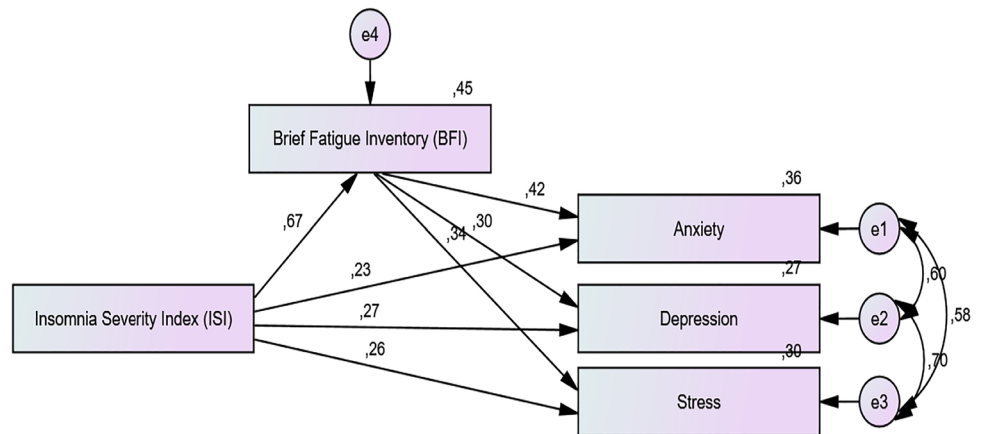 e4
,45
Brief Fatigue Inventory (BFI)
,36
,42
Anxiety
e1
,67
,30
,34
,23
,27
,60
Insomnia Severity Index (ISI)
,27
Depression
e2
,58
,26
,30
,70
Stress
e3